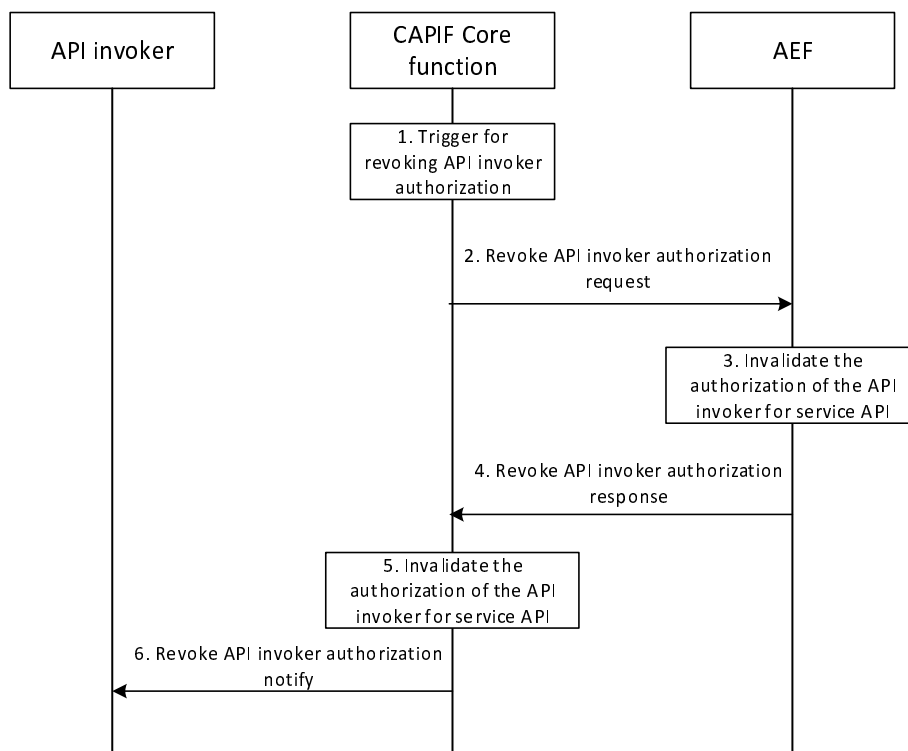 API invoker
CAPIF Core
function
AEF
1. Trigger for
revoking API invoker
authorization
2. Revoke API invoker authorization
request
3. Invalidate the
authorization of the API
invoker for service API
4. Revoke API invoker authorization
response
5. Invalidate the
authorization of the API
invoker for service API
6. Revoke API invoker authorization
notify